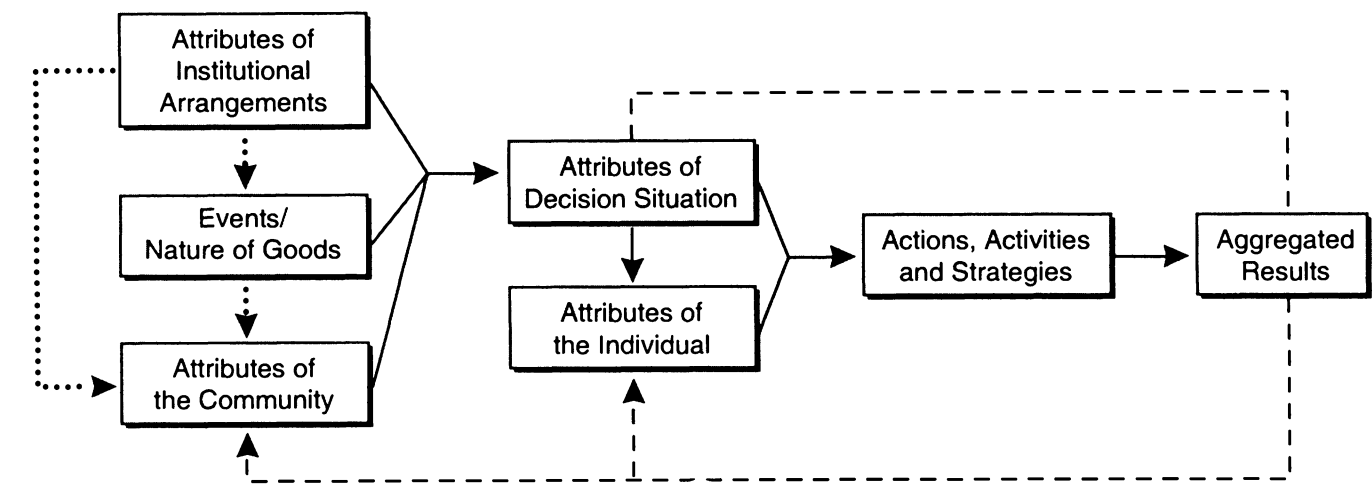 Attributes of
Institutional
Arrangements
Events/
Nature of Goods
Attributes of
the Community
Attributes of
Decision Situation
Attributes of
the Individual
Actions, Activities
and Strategies
Aggregated
Results